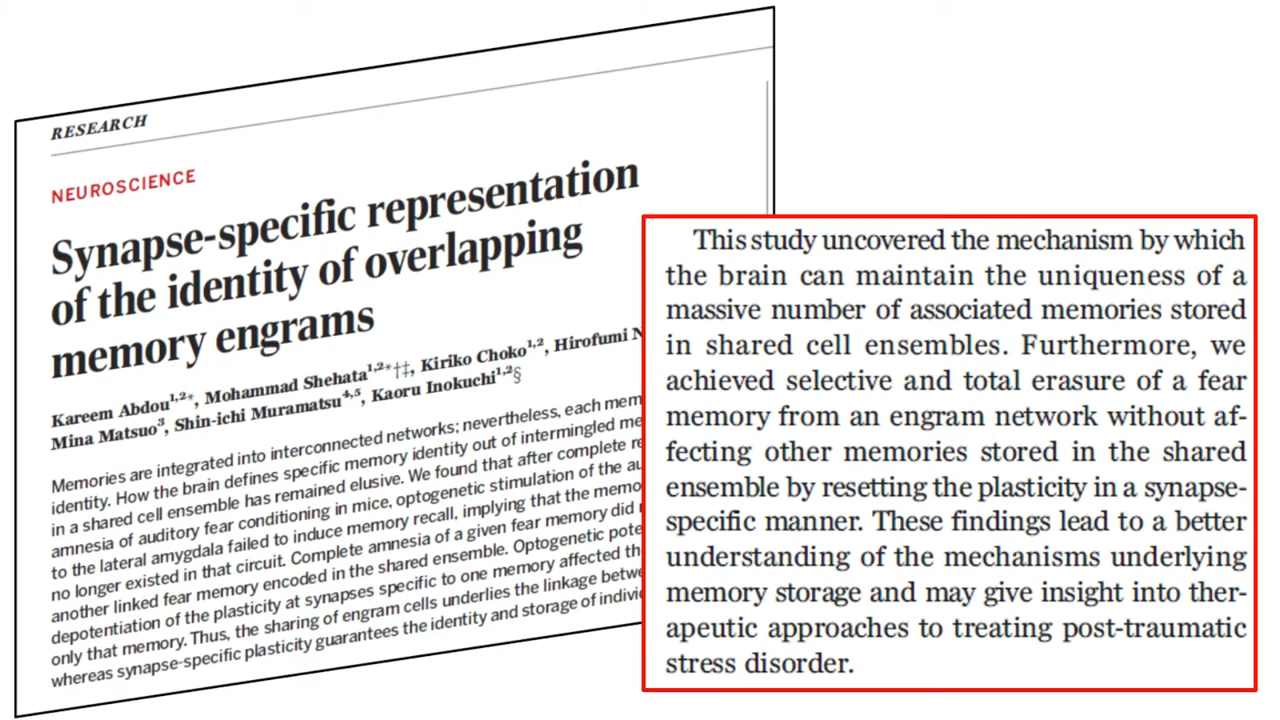 RESEARCH
NEUROSCIENCE
Synapse-specific representation
of the identity of overlapping
memory engrams
Kareem Abdou1,2*, Mohammad Shehata1,2*†‡, Kiriko Choko1,2, Hirofumi
Mina Matsuo3, Shin-ichi Muramatsu4,5, Kaoru Inokuchi1,2§
Memories are integrated into interconnected networks; nevertheless, each mem
identity. How the brain defines specific memory identity out of intermingled me
in a shared cell ensemble has remained elusive. We found that after complete re
amnesia of auditory fear conditioning in mice, optogenetic stimulation of the au
to the lateral amygdala failed to induce memory recall, implying that the memo
no longer existed in that circuit. Complete amnesia of a given fear memory did
another linked fear memory encoded in the shared ensemble. Optogenetic pote
depotentiation of the plasticity at synapses specific to one memory affected th
only that memory. Thus, the sharing of engram cells underlies the linkage betw
whereas synapse-specific plasticity guarantees the identity and storage of indivi
This study uncovered the mechanism by which
the brain can maintain the uniqueness of a
massive number of associated memories stored
in shared cell ensembles. Furthermore, we
achieved selective and total erasure of a fear
memory from an engram network without af-
fecting other memories stored in the shared
ensemble by resetting the plasticity in a synapse-
specific manner. These findings lead to a better
understanding of the mechanisms underlying
memory storage and may give insight into ther-
apeutic approaches to treating post-traumatic
stress disorder.